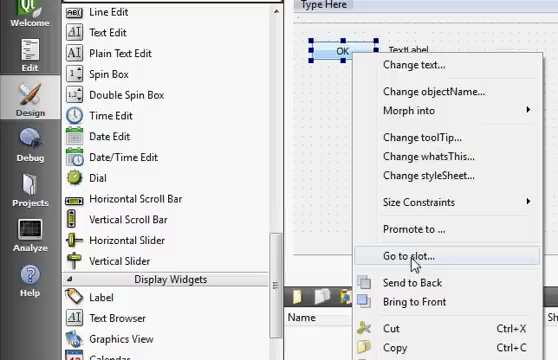 Qt
Welcome
Edit
Design
Debug
Projects
Analyze
Help
Line Edit
Text Edit
Plain Text Edit
Spin Box
Double Spin Box
Time Edit
Date Edit
Date/Time Edit
Dial
Horizontal Scroll Bar
Vertical Scroll Bar
Horizontal Slider
Vertical Slider
Display Widgets
Label
Text Browser
Graphics View
Calendar
Type Here
OK
TextLabel
Change text...
Change objectName...
Morph into
Change toolTip...
Change whatsThis...
Change styleSheet...
Size Constraints
Promote to ...
Go to slot...
Send to Back
Bring to Front
Cut Ctrl+X
Copy Ctrl+C
Name
Sh